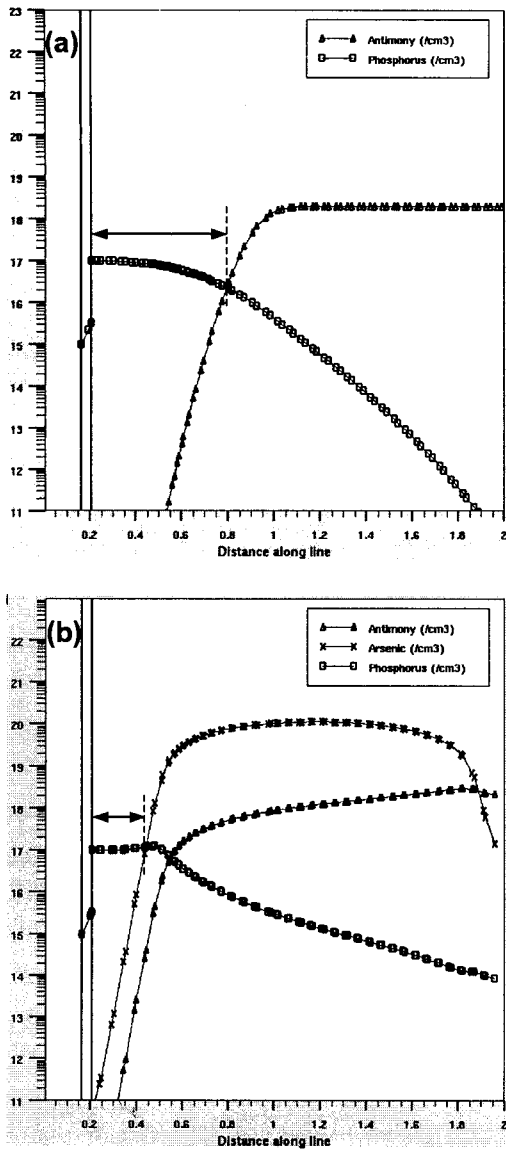 (a)
Antimony (/cm3)
Phosphorus (/cm3)
23
22
21
20
19
18
17
16
15
14
13
12
11
0.2 0.4 0.6 0.8 1 1.2 1.4 1.6 1.8 2
Distance along line
(b)
Antimony (/cm3)
Arsenic (/cm3)
Phosphorus (/cm3)
23
22
21
20
19
18
17
16
15
14
13
12
11
0.2 0.4 0.6 0.8 1 1.2 1.4 1.6 1.8 2
Distance along line